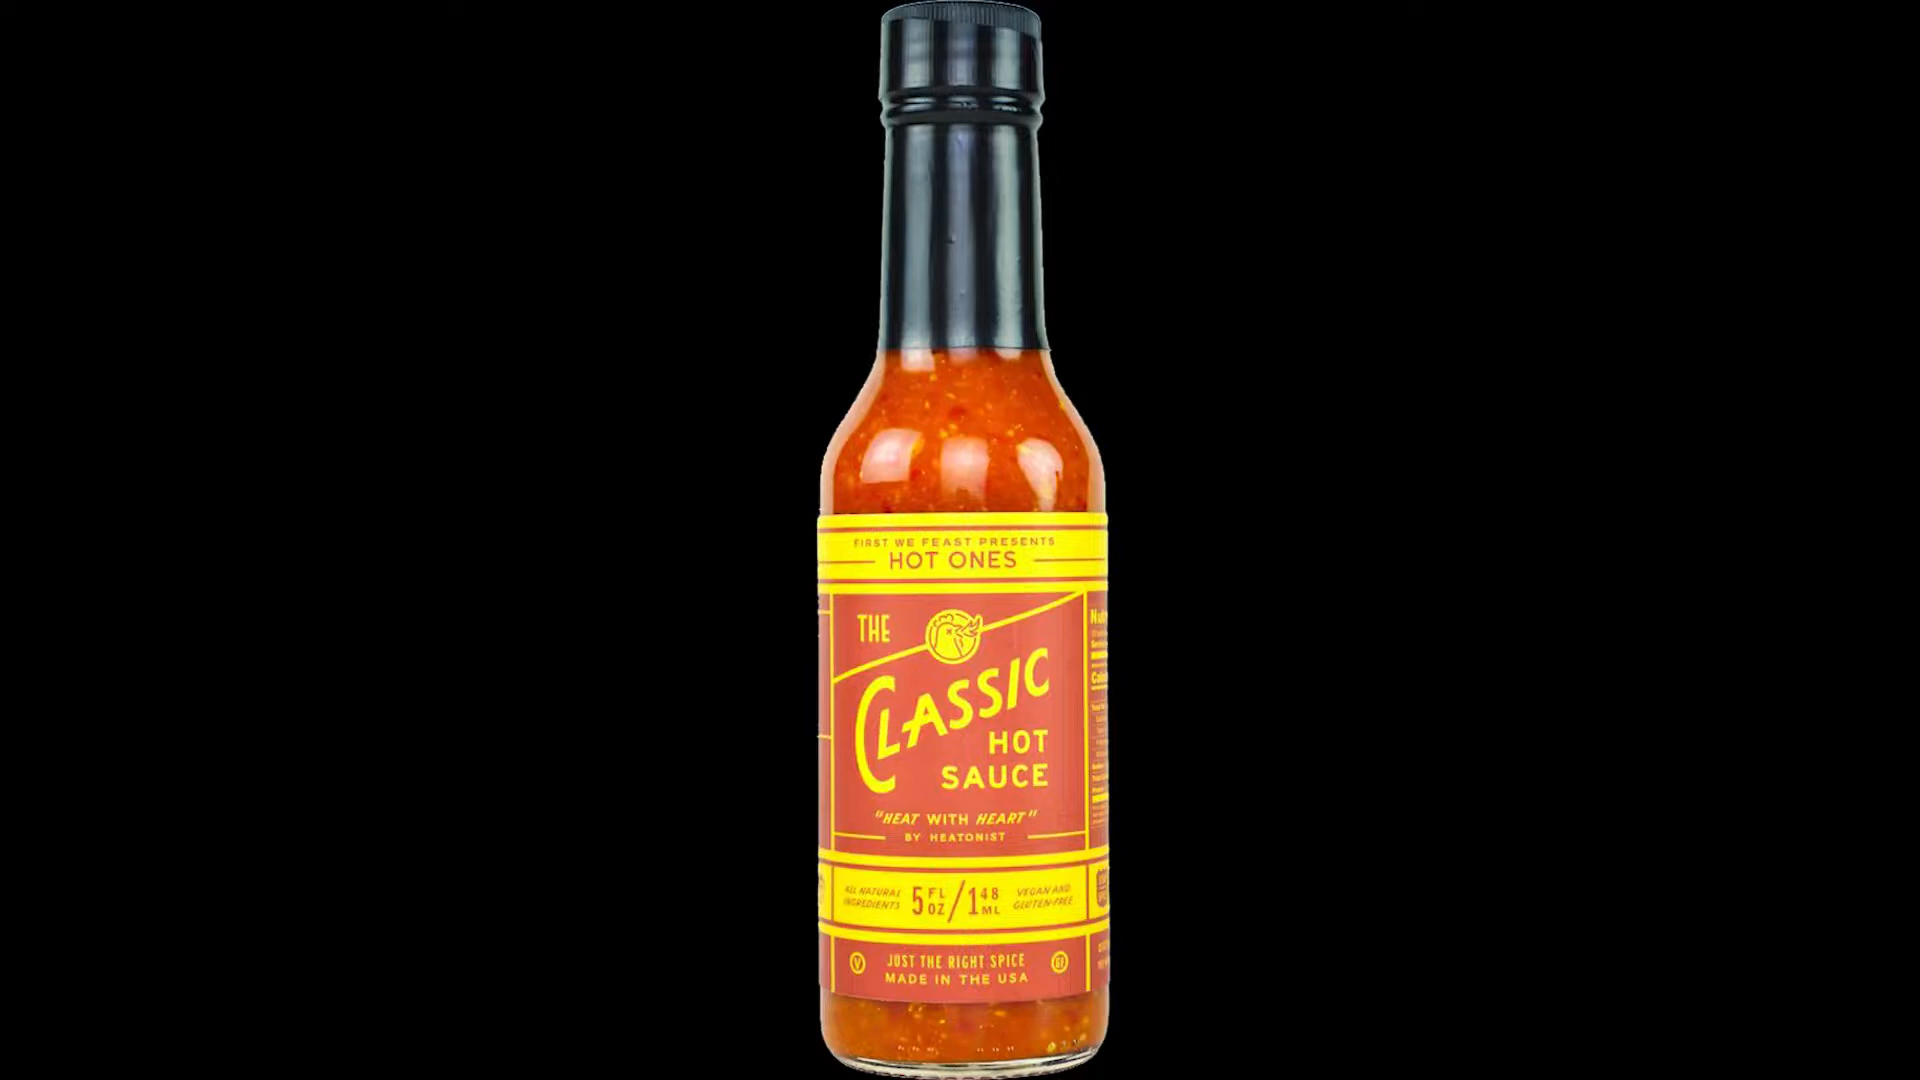 FIRST WE FEAST PRESENTS
HOT ONES
THE
CLASSIC
HOT
SAUCE
"HEAT WITH HEART"
BY HEATONIST
ALL NATURAL
INGREDIENTS
5 FL OZ/148 ML
VEGAN AND
GLUTEN-FREE
V
JUST THE RIGHT SPICE
GF
MADE IN THE USA